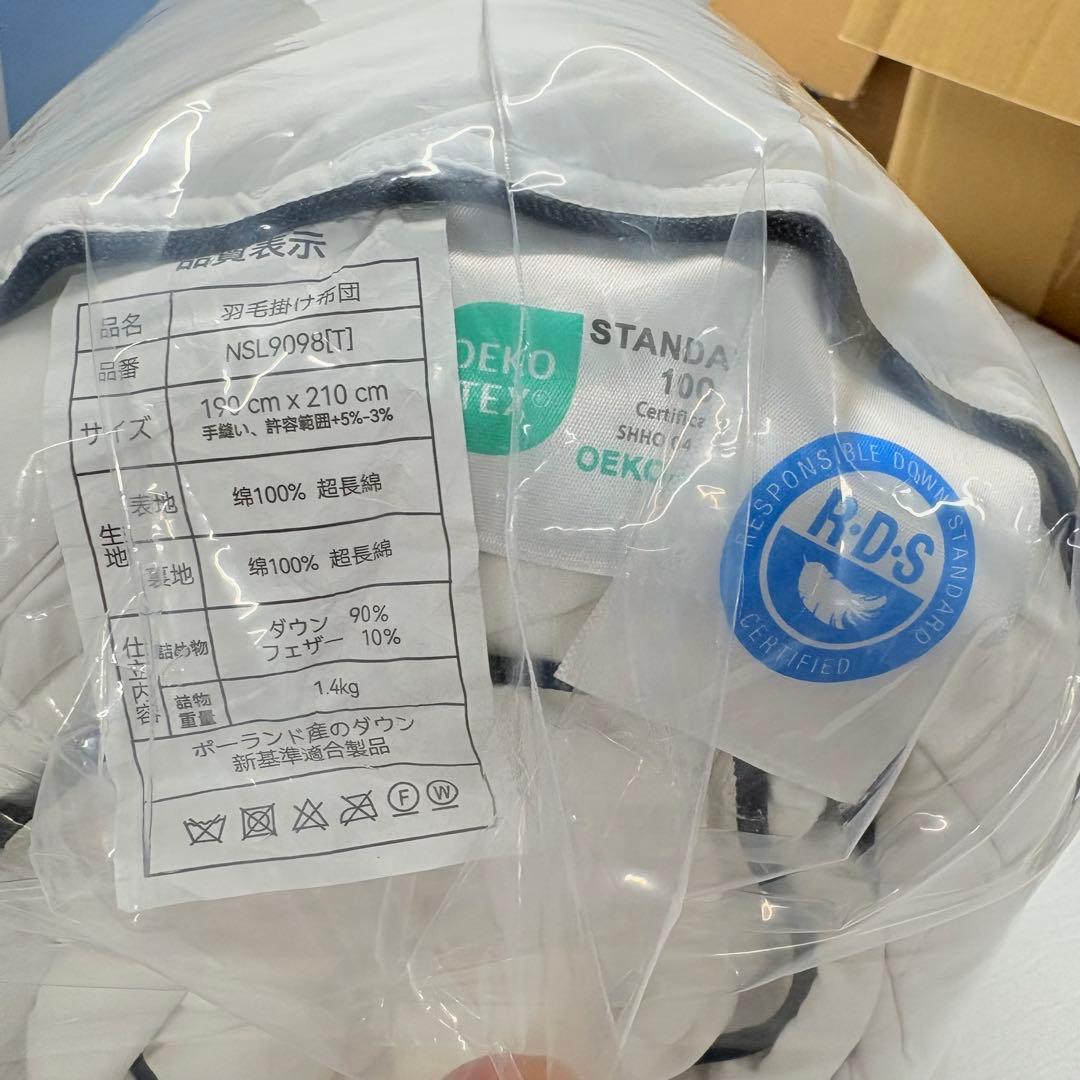 品質表示
品名 羽毛掛け布団
品番 NSL9098[T]
サイズ 190 cm x 210 cm
手縫い、許容範囲+5%-3%
生地 表地 绵100% 超長綿
裏地 绵100% 超長綿
仕立内容 詰め物 ダウン 90%
フェザー 10%
詰物重量 1.4kg
ポーランド産のダウン
新基準適合製品
F W
OEKO
TEX®
STANDA
100
Certifica
SHHO 04
OEKO
RESPONSIBLE DOWN STANDARD
R·D·S
CERTIFIED